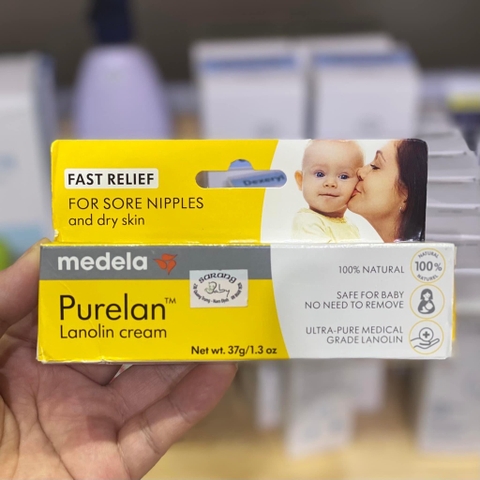 FAST RELIEF
FOR SORE NIPPLES
and dry skin
medela
Purelan™
Lanolin cream
Net wt. 37g/1.3 oz
SARANG
100% NATURAL
NATURAL
100%
NATURAL
SAFE FOR BABY
NO NEED TO REMOVE
ULTRA-PURE MEDICAL
GRADE LANOLIN